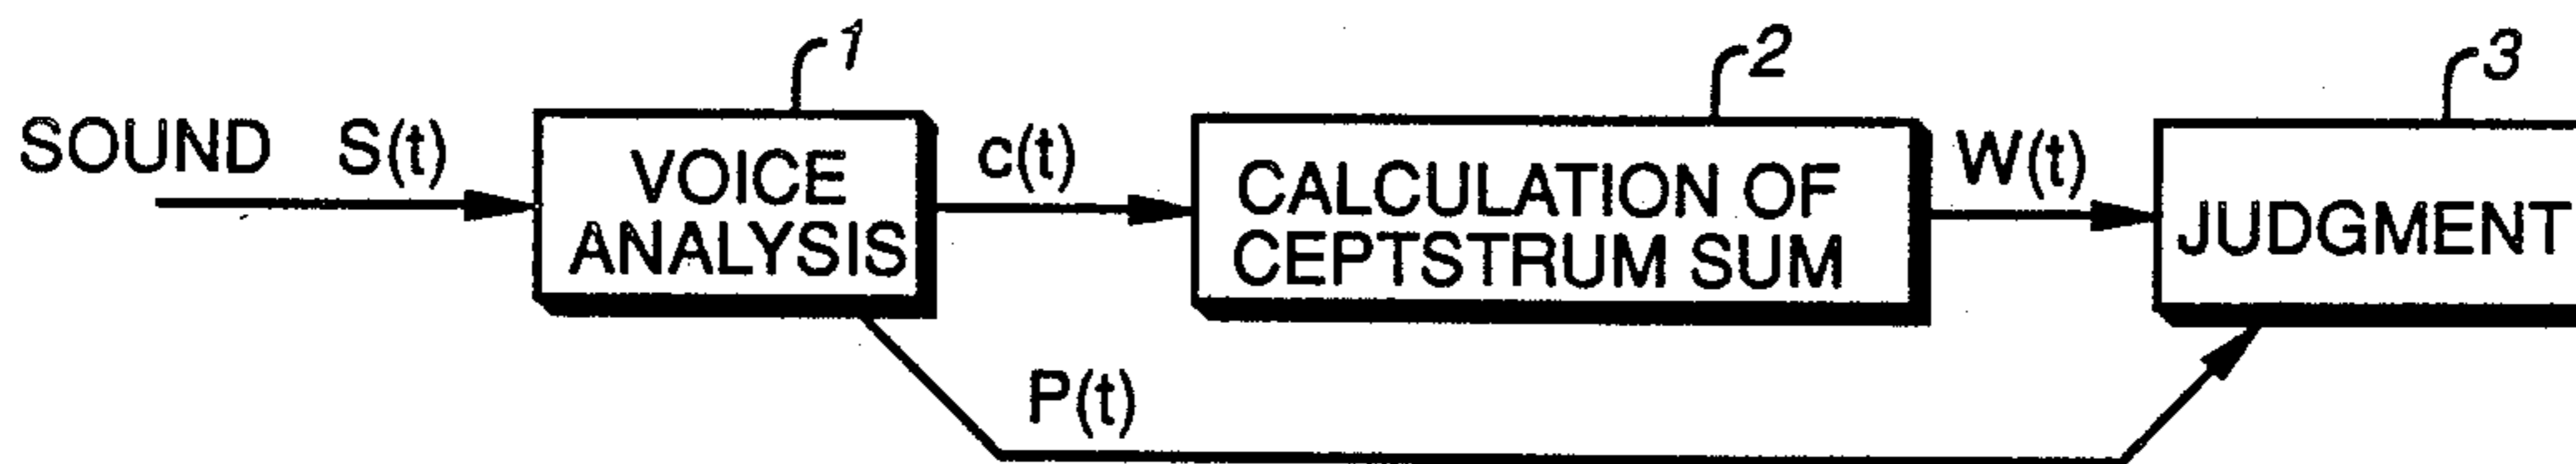 1
2
3
SOUND S(t)
VOICE
ANALYSIS
c(t)
CALCULATION OF
CEPTSTRUM SUM
W(t)
JUDGMENT
P(t)